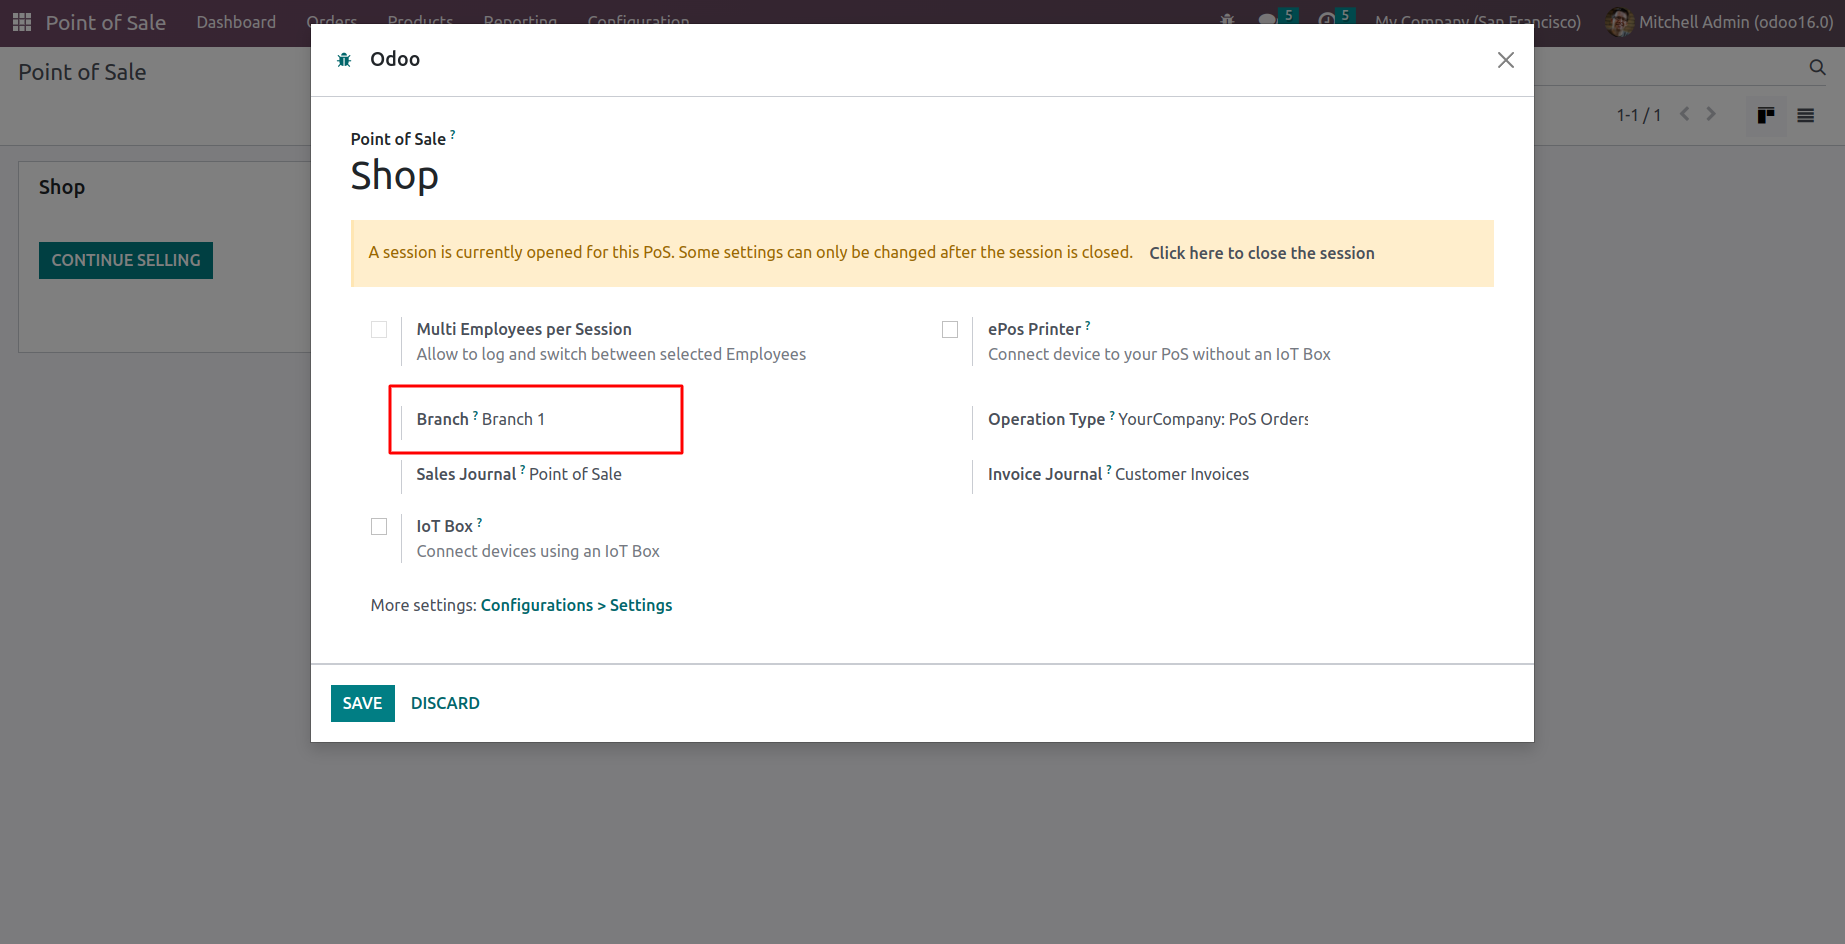 Point of Sale Dashboard Orders Products Reporting Configuration 5 5 My Company (San Francisco) Mitchell Admin (odoo16.0)
Point of Sale
1-1 / 1
Shop
CONTINUE SELLING
Odoo
Point of Sale ?
Shop
A session is currently opened for this PoS. Some settings can only be changed after the session is closed. Click here to close the session
Multi Employees per Session
Allow to log and switch between selected Employees
ePos Printer ?
Connect device to your PoS without an IoT Box
Branch ? Branch 1
Operation Type ? YourCompany: PoS Orders
Sales Journal ? Point of Sale
Invoice Journal ? Customer Invoices
IoT Box ?
Connect devices using an IoT Box
More settings: Configurations > Settings
SAVE DISCARD